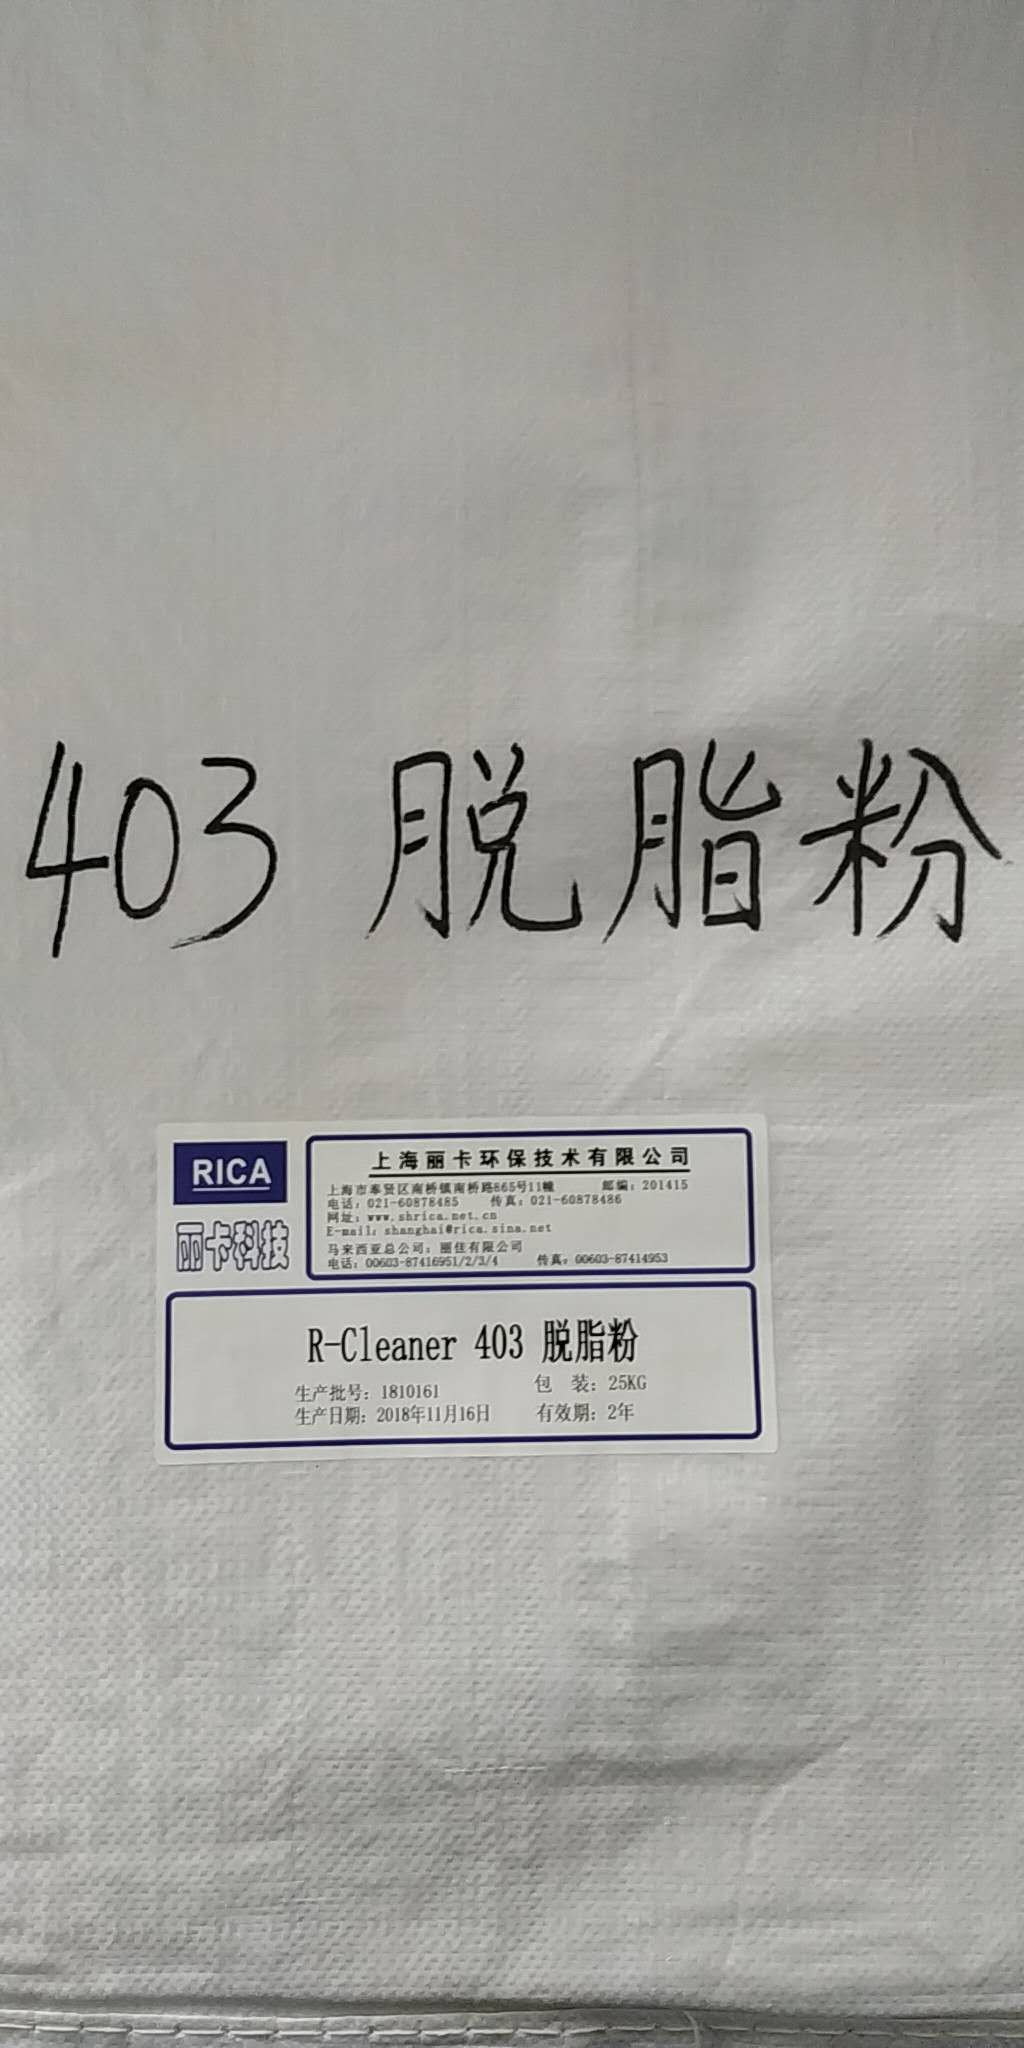 403 脱脂粉
RICA
丽卡科技
上海丽卡环保技术有限公司
上海市奉贤区南桥镇南桥路865号11幢 邮编：201415
电话：021-60878485 传真：021-60878486
网址：www.shrica.net.cn
E-mail：shanghai@rica.sina.net
马来西亚总公司：丽佳有限公司
电话：00603-87416951/2/3/4 传真：00603-87414953
R-Cleaner 403 脱脂粉
生产批号：1810161 包 装：25KG
生产日期：2018年11月16日 有效期：2年